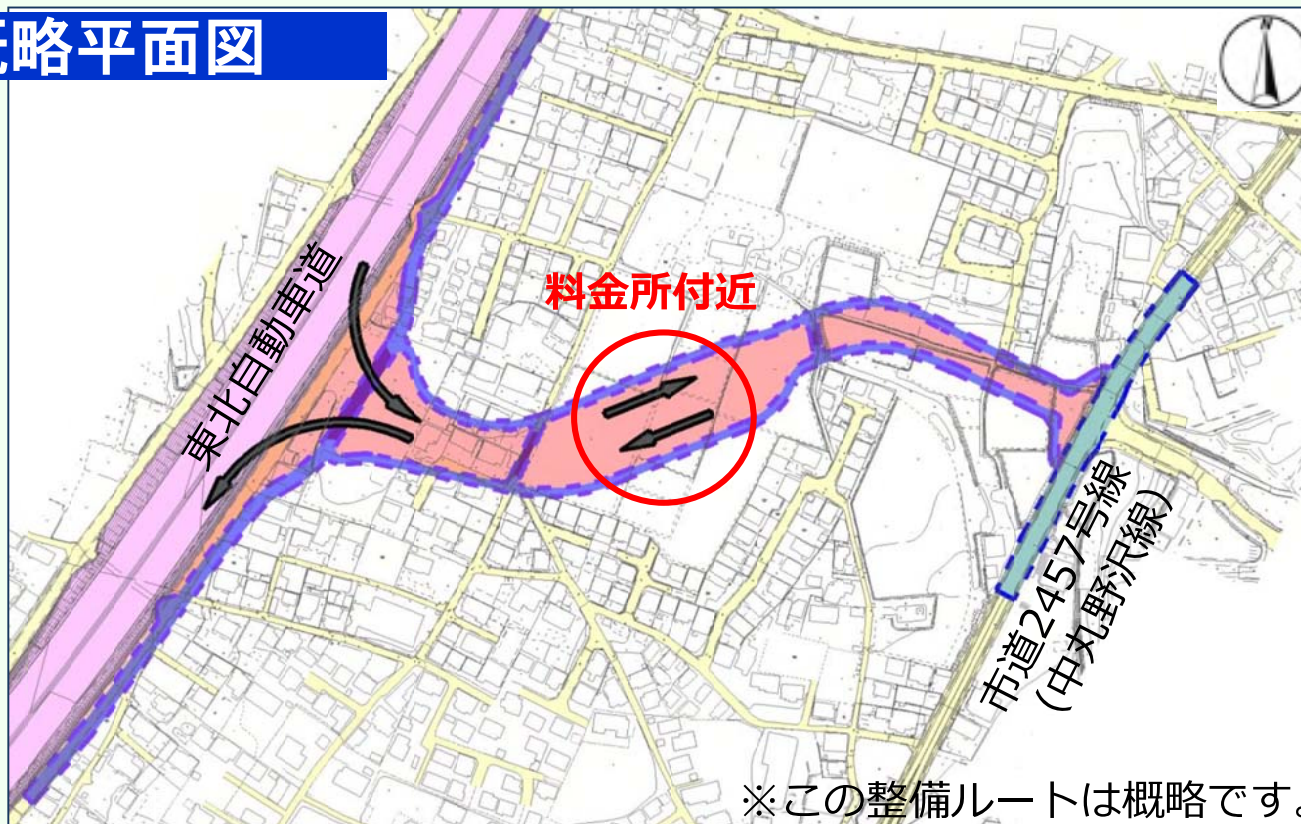 概略平面図
N
東北自動車道
料金所付近
市道2457号線
(中丸野沢線)
※この整備ルートは概略です。